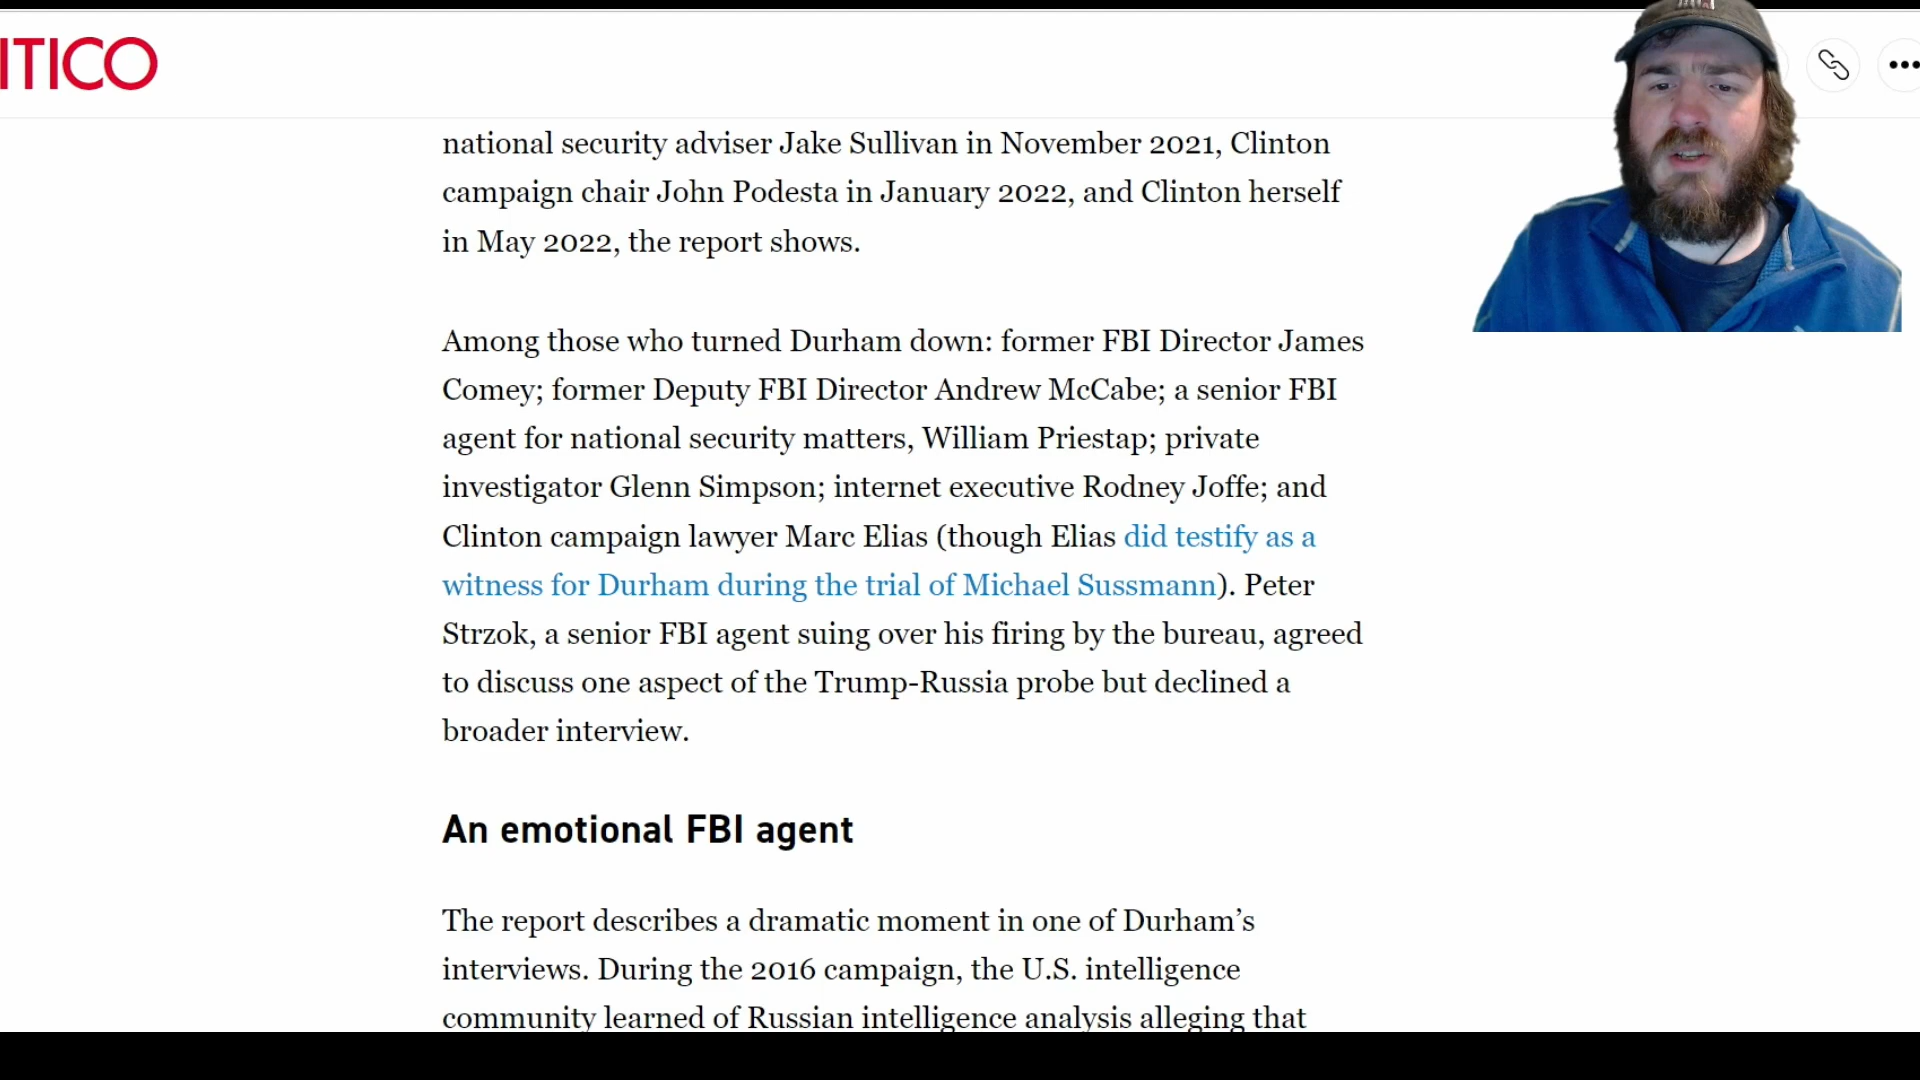 ITICO
national security adviser Jake Sullivan in November 2021, Clinton
campaign chair John Podesta in January 2022, and Clinton herself
in May 2022, the report shows.
Among those who turned Durham down: former FBI Director James
Comey; former Deputy FBI Director Andrew McCabe; a senior FBI
agent for national security matters, William Priestap; private
investigator Glenn Simpson; internet executive Rodney Joffe; and
Clinton campaign lawyer Marc Elias (though Elias did testify as a
witness for Durham during the trial of Michael Sussmann). Peter
Strzok, a senior FBI agent suing over his firing by the bureau, agreed
to discuss one aspect of the Trump-Russia probe but declined a
broader interview.
An emotional FBI agent
The report describes a dramatic moment in one of Durham’s
interviews. During the 2016 campaign, the U.S. intelligence
community learned of Russian intelligence analysis alleging that